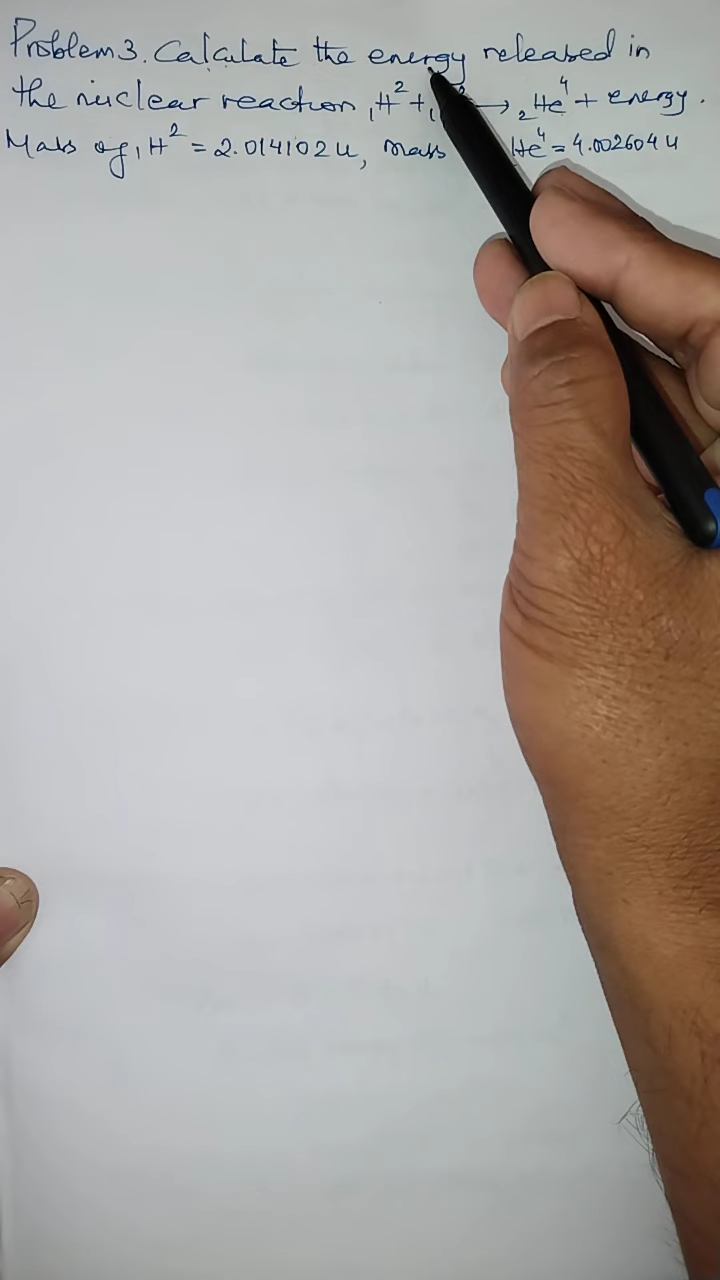 Problem 3. Calculate the energy released in
the nuclear reaction ₁H² + ₁ → ₂He⁴ + energy.
Mass of ₁H² = 2.014102 u, mass He⁴ = 4.002604 u